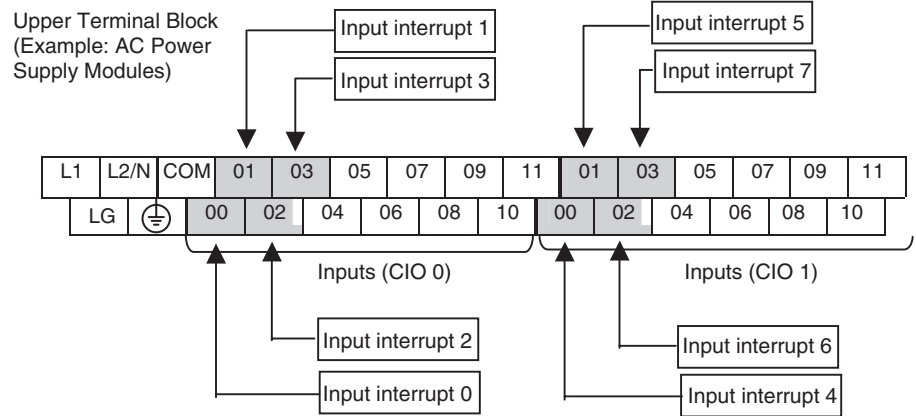 Upper Terminal Block
(Example: AC Power
Supply Modules)
Input interrupt 1
Input interrupt 3
Input interrupt 5
Input interrupt 7
L1 L2/N COM 01 03 05 07 09 11 01 03 05 07 09 11
LG 00 02 04 06 08 10 00 02 04 06 08 10
Inputs (CIO 0)
Inputs (CIO 1)
Input interrupt 2
Input interrupt 0
Input interrupt 6
Input interrupt 4